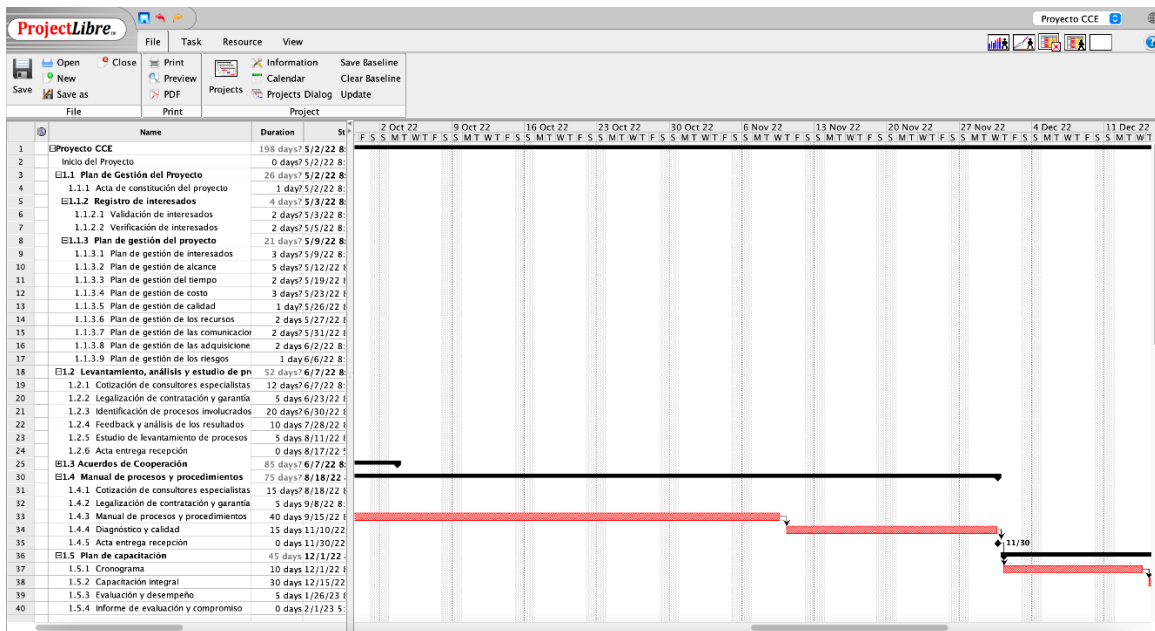 ProjectLibre
Proyecto CCE
File Task Resource View
Save
Open
New
Save as
Close
File
Print
Preview
PDF
Print
Projects
Information
Calendar
Projects Dialog
Save Baseline
Clear Baseline
Update
Project
Name Duration St
2 Oct 22 9 Oct 22 16 Oct 22 23 Oct 22 30 Oct 22 6 Nov 22 13 Nov 22 20 Nov 22 27 Nov 22 4 Dec 22 11 Dec 22
F S S M T W T F S S M T W T F S S M T W T F S S M T W T F S S M T W T F S S M T W T F S S M T W T F S S M T W T F S S M T W T F S S M T W T F S S M T W T F S S M T W T
1 Proyecto CCE 198 days? 5/2/22 8:
2 Inicio del Proyecto 0 days? 5/2/22 8:
3 1.1 Plan de Gestión del Proyecto 26 days? 5/2/22 8:
4 1.1.1 Acta de constitución del proyecto 1 day? 5/2/22 8:
5 1.1.2 Registro de interesados 4 days? 5/3/22 8:
6 1.1.2.1 Validación de interesados 2 days? 5/3/22 8:
7 1.1.2.2 Verificación de interesados 2 days? 5/5/22 8:
8 1.1.3 Plan de gestión del proyecto 21 days? 5/9/22 8:
9 1.1.3.1 Plan de gestión de interesados 3 days? 5/9/22 8:
10 1.1.3.2 Plan de gestión de alcance 5 days? 5/12/22
11 1.1.3.3 Plan de gestión del tiempo 2 days? 5/19/22
12 1.1.3.4 Plan de gestión de costo 3 days? 5/23/22
13 1.1.3.5 Plan de gestión de calidad 1 day? 5/26/22
14 1.1.3.6 Plan de gestión de los recursos 2 days 5/27/22
15 1.1.3.7 Plan de gestión de las comunicacion 2 days? 5/31/22
16 1.1.3.8 Plan de gestión de las adquisicione 2 days 6/2/22 8:
17 1.1.3.9 Plan de gestión de los riesgos 1 day 6/6/22 8:
18 1.2 Levantamiento, análisis y estudio de pr 52 days? 6/7/22 8:
19 1.2.1 Cotización de consultores especialistas 12 days? 6/7/22 8:
20 1.2.2 Legalización de contratación y garantía 5 days 6/23/22
21 1.2.3 Identificación de procesos involucrados 20 days? 6/30/22
22 1.2.4 Feedback y análisis de los resultados 10 days 7/28/22
23 1.2.5 Estudio de levantamiento de procesos 5 days 8/11/22
24 1.2.6 Acta entrega recepción 0 days 8/17/22
25 1.3 Acuerdos de Cooperación 85 days? 6/7/22 8:
30 1.4 Manual de procesos y procedimientos 75 days? 8/18/22
31 1.4.1 Cotización de consultores especialistas 15 days? 8/18/22
32 1.4.2 Legalización de contratación y garantía 5 days 9/8/22 8:
33 1.4.3 Manual de procesos y procedimientos 40 days 9/15/22
34 1.4.4 Diagnóstico y calidad 15 days 11/10/22
35 1.4.5 Acta entrega recepción 0 days 11/30/22 11/30
36 1.5 Plan de capacitación 45 days 12/1/22
37 1.5.1 Cronograma 10 days 12/1/22
38 1.5.2 Capacitación integral 30 days 12/15/22
39 1.5.3 Evaluación y desempeño 5 days 1/26/23
40 1.5.4 Informe de evaluación y compromiso 0 days 2/1/23 5: